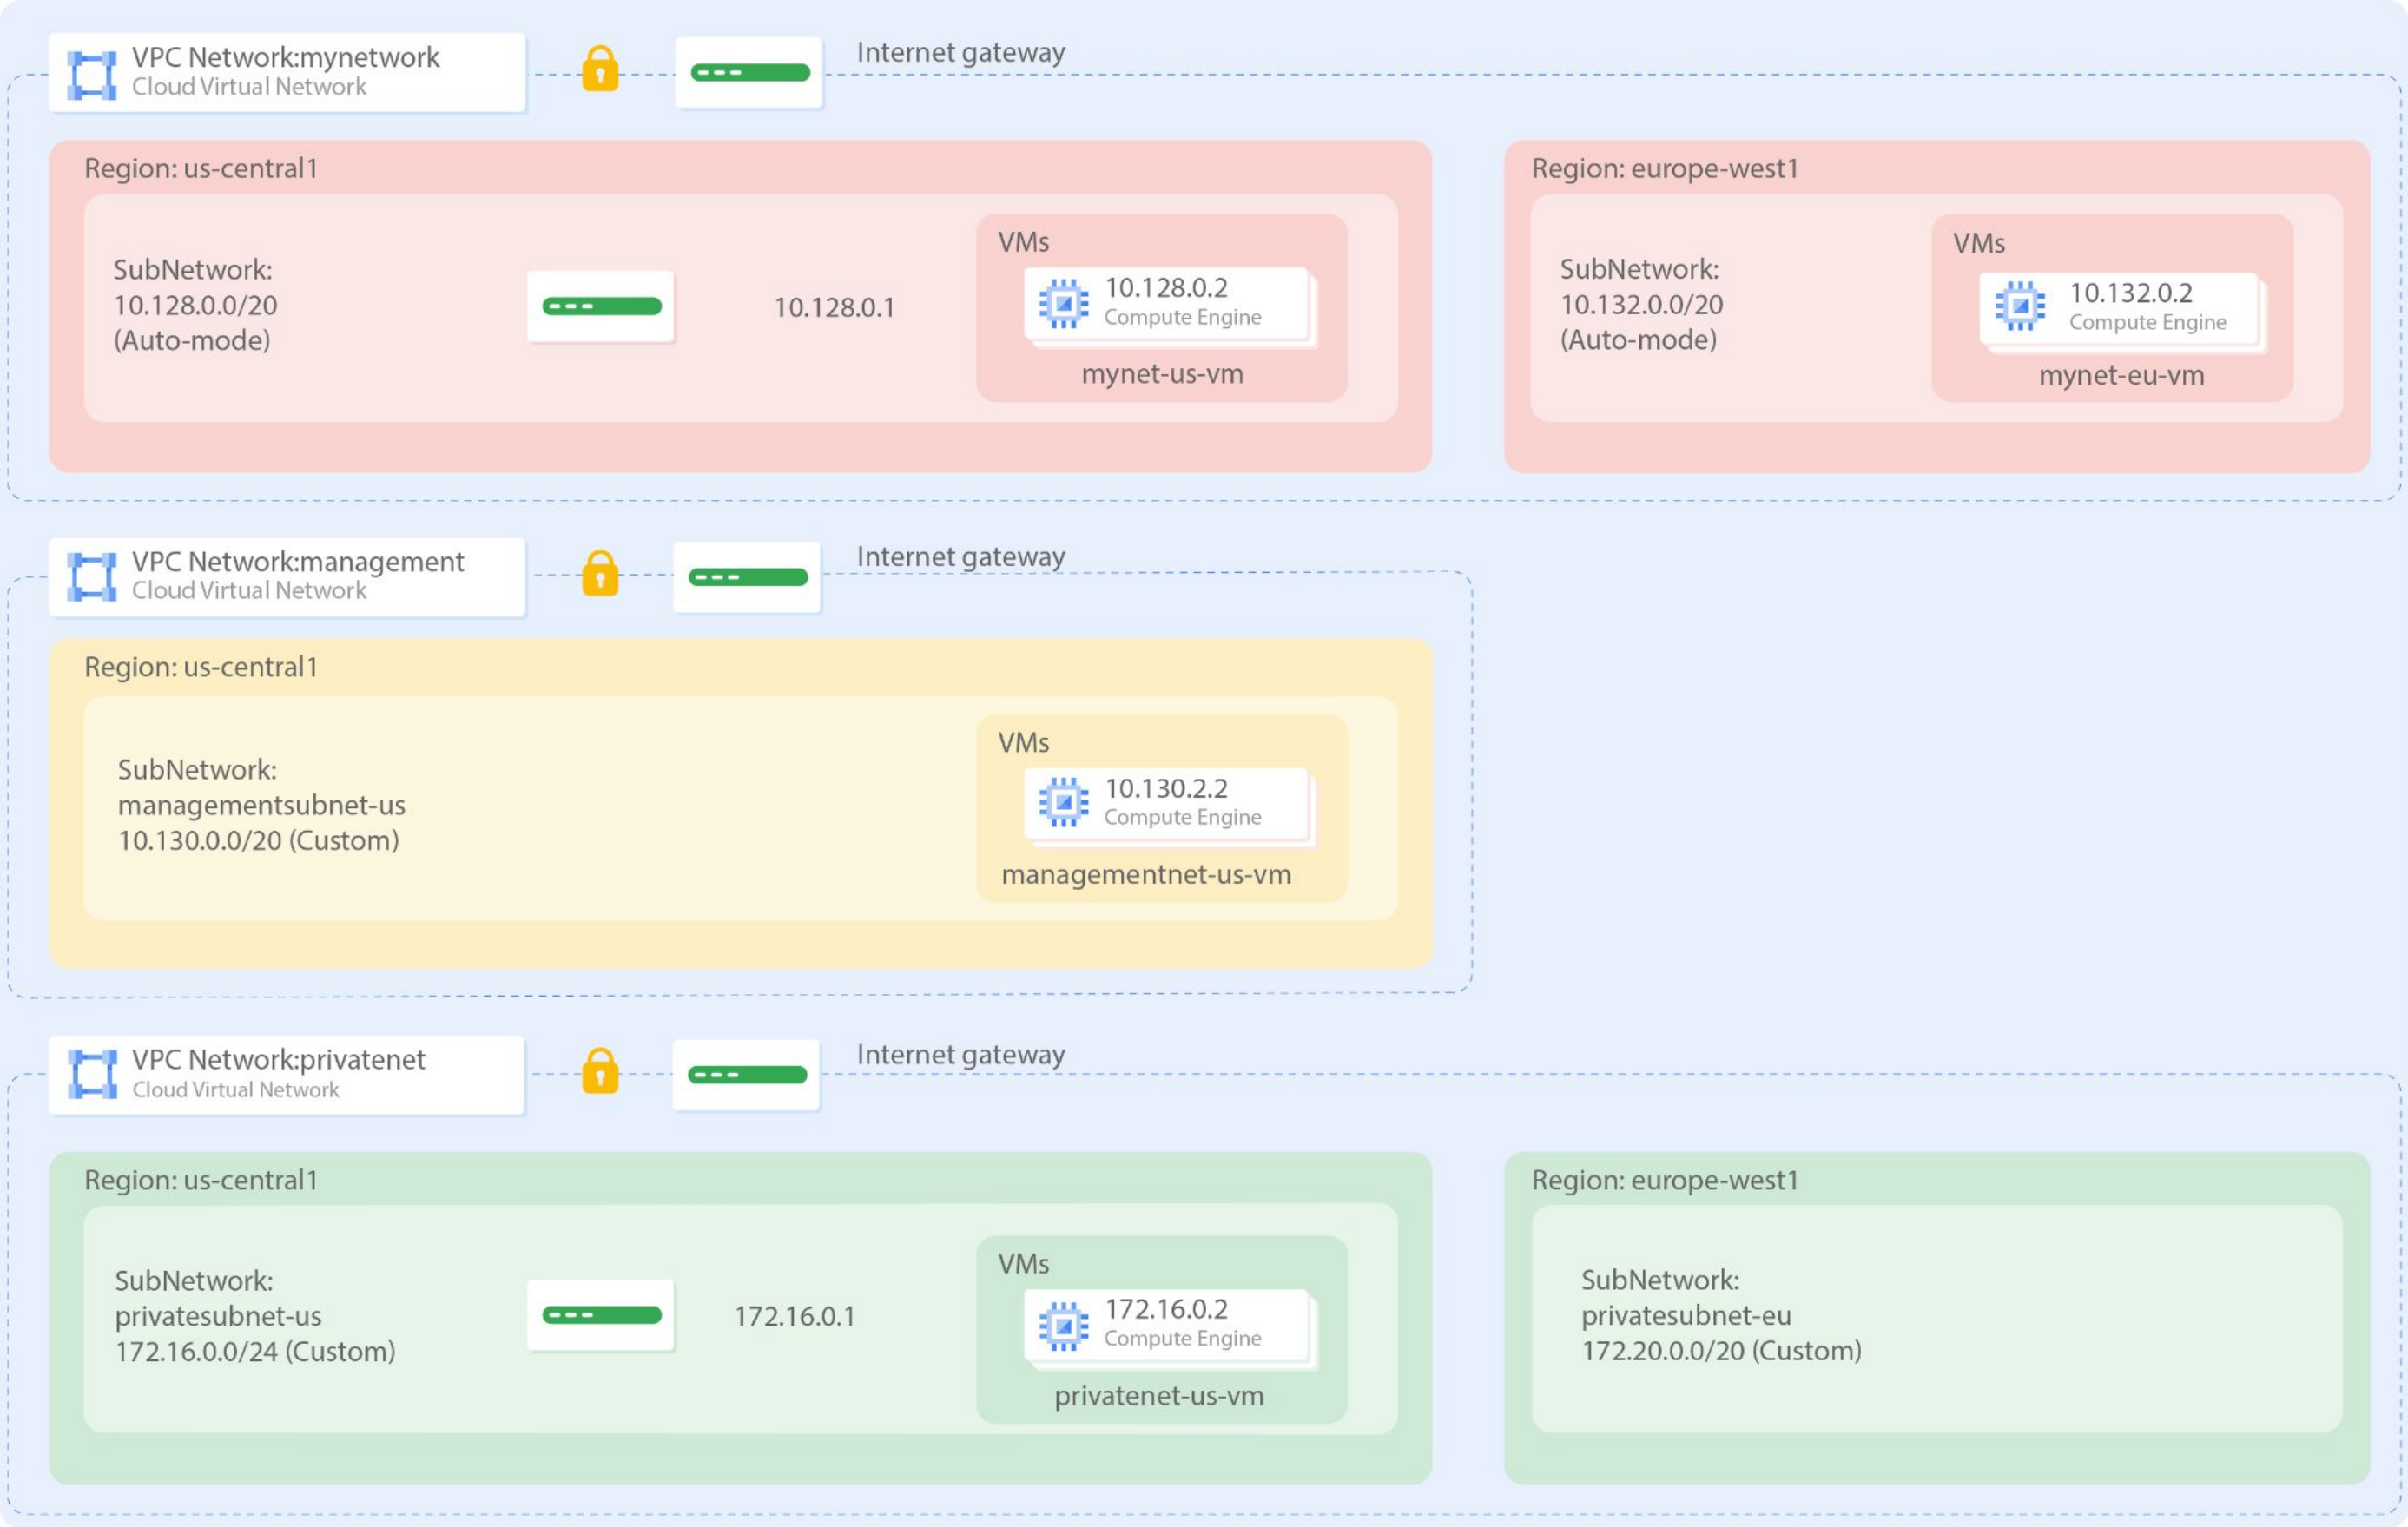 VPC Network:mynetwork
Cloud Virtual Network
Internet gateway
Region: us-central1
SubNetwork:
10.128.0.0/20
(Auto-mode)
10.128.0.1
VMs
10.128.0.2
Compute Engine
mynet-us-vm
Region: europe-west1
SubNetwork:
10.132.0.0/20
(Auto-mode)
VMs
10.132.0.2
Compute Engine
mynet-eu-vm
VPC Network:management
Cloud Virtual Network
Internet gateway
Region: us-central1
SubNetwork:
managementsubnet-us
10.130.0.0/20 (Custom)
VMs
10.130.2.2
Compute Engine
managementnet-us-vm
VPC Network:privatenet
Cloud Virtual Network
Internet gateway
Region: us-central1
SubNetwork:
privatesubnet-us
172.16.0.0/24 (Custom)
172.16.0.1
VMs
172.16.0.2
Compute Engine
privatenet-us-vm
Region: europe-west1
SubNetwork:
privatesubnet-eu
172.20.0.0/20 (Custom)